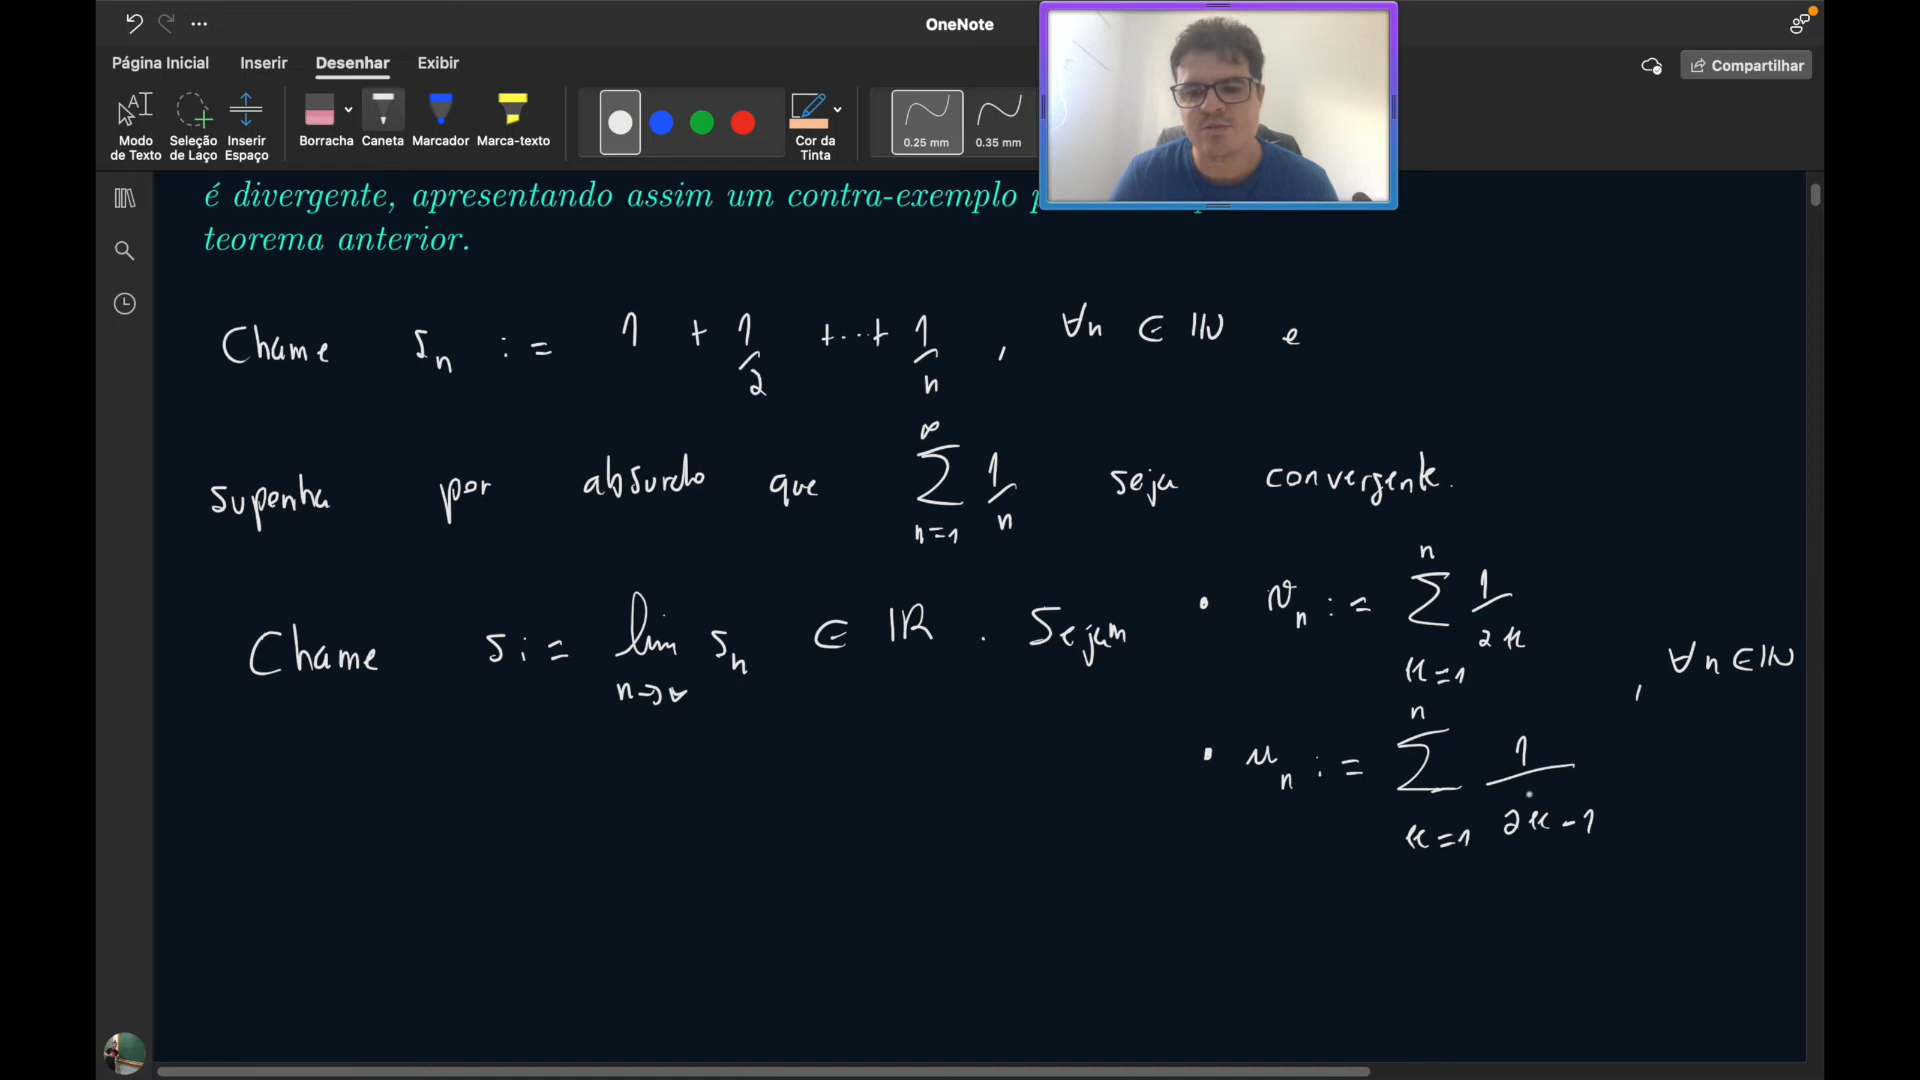 OneNote
Página Inicial Inserir Desenhar Exibir
Compartilhar
Modo de Texto Seleção de Laço Inserir Espaço Borracha Caneta Marcador Marca-texto Cor da Tinta 0.25 mm 0.35 mm
é divergente, apresentando assim um contra-exemplo
teorema anterior.
Chame Sₙ := 1 + 1/2 + ... + 1/n , ∀n ∈ ℕ e
suponha por absurdo que ∑_{n=1}^{∞} 1/n seja convergente.
Chame s := lim_{n→∞} sₙ ∈ ℝ . Sejam • vₙ := ∑_{k=1}^{n} 1/2k
, ∀n ∈ ℕ
• uₙ := ∑_{k=1}^{n} 1/(2k-1)